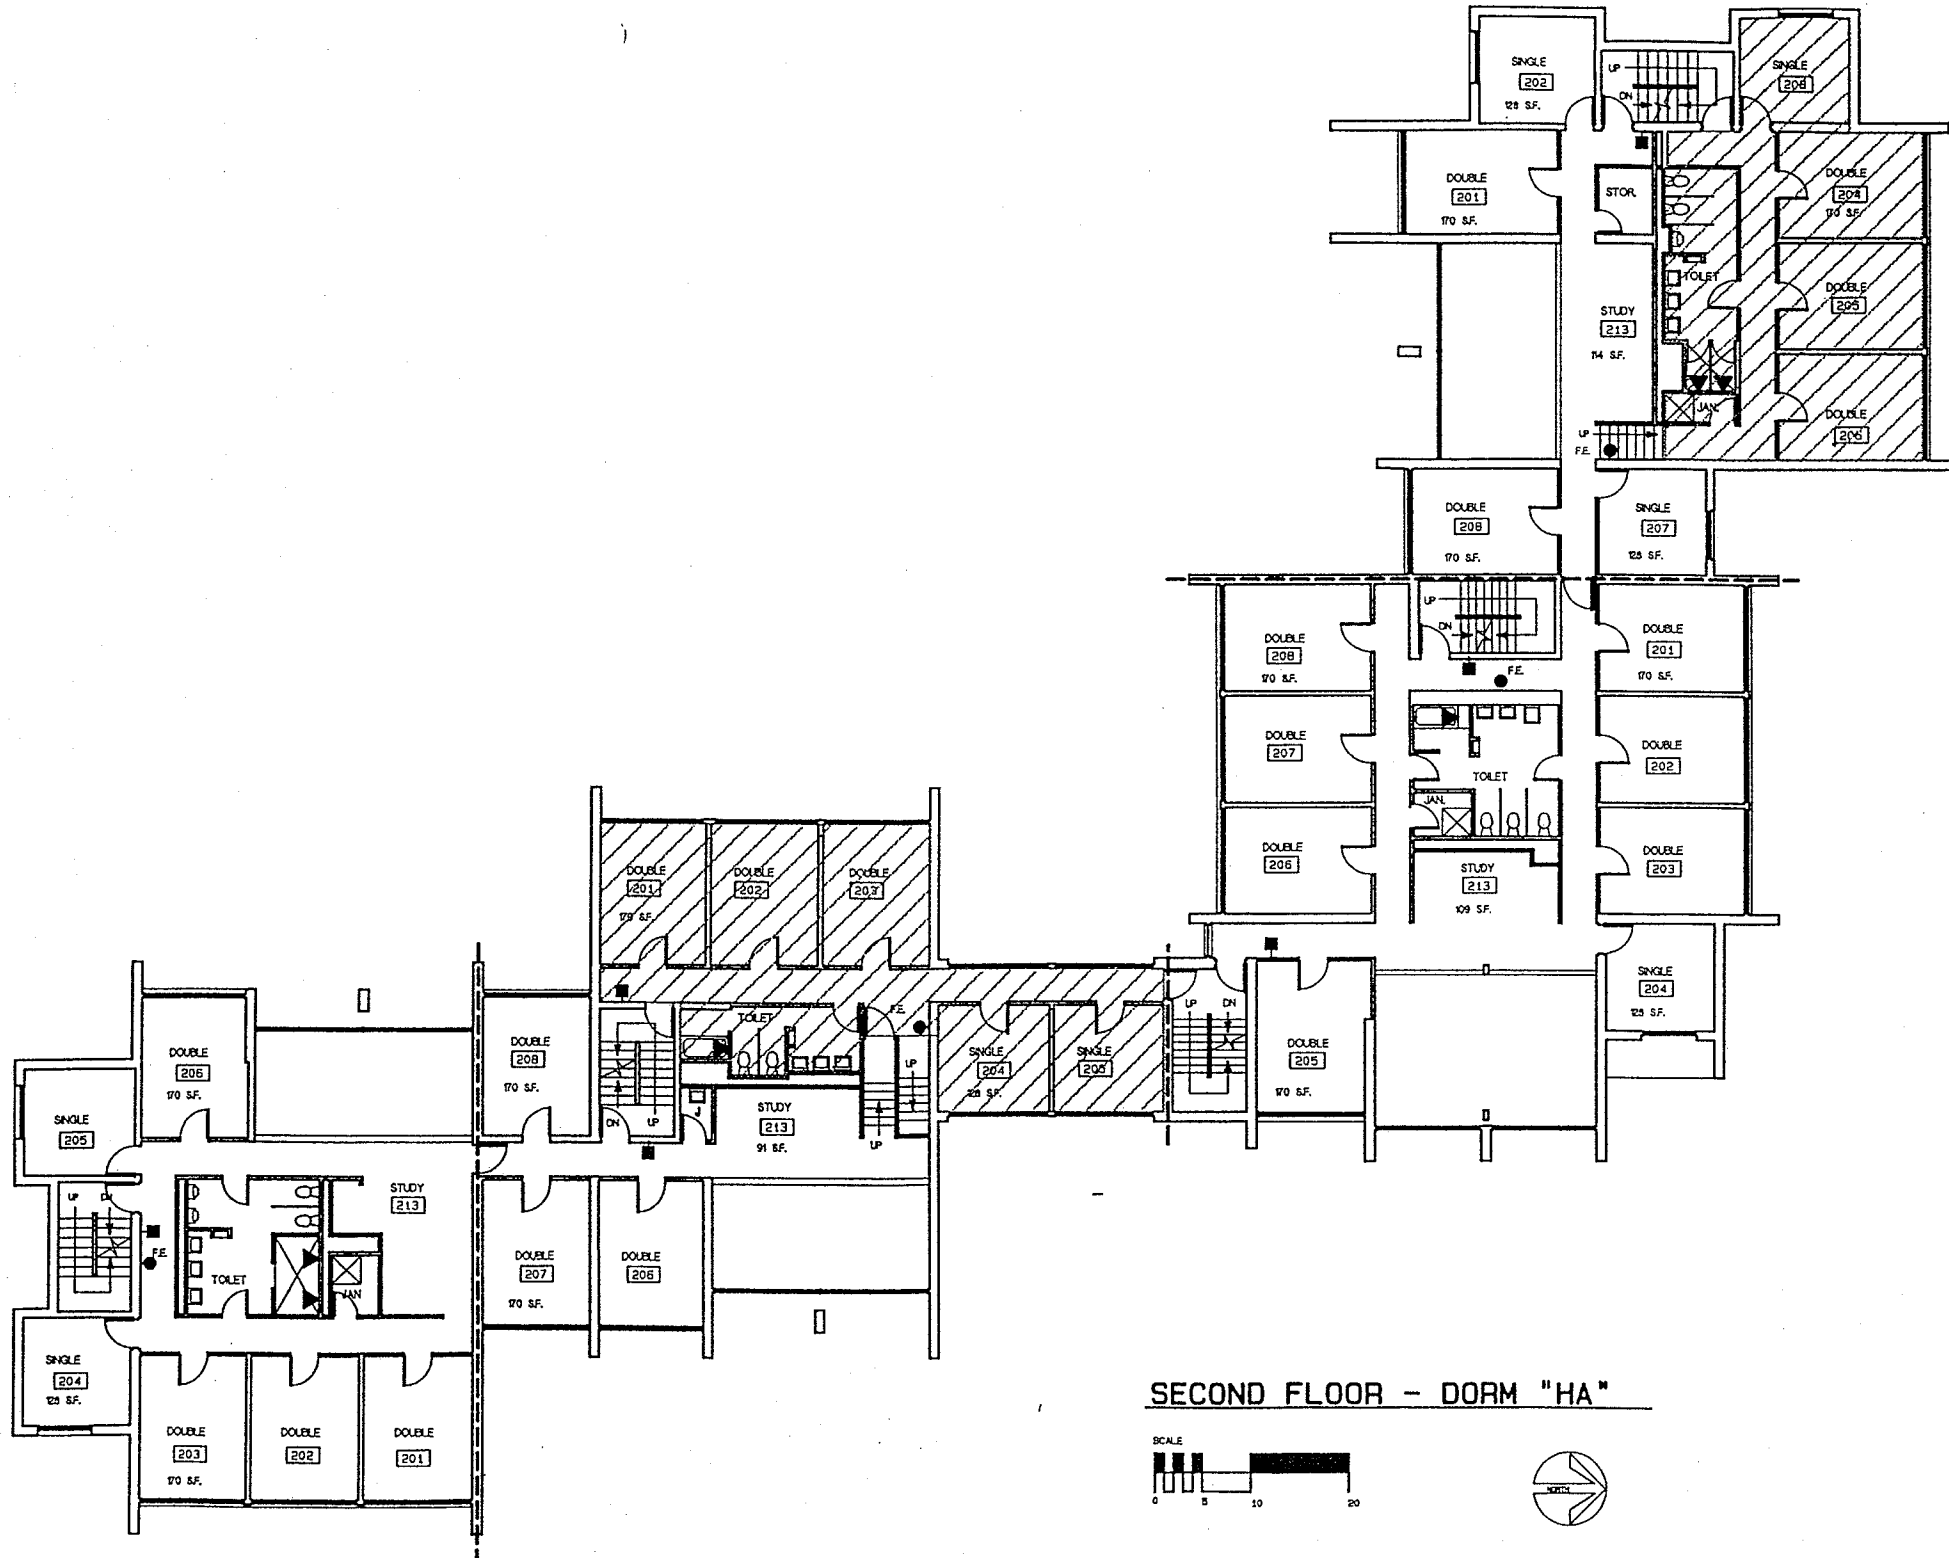 SINGLE
202
128 S.F.
UP
DN
SINGLE
208
DOUBLE
201
170 S.F.
STOR.
DOUBLE
204
170 S.F.
TOILET
DOUBLE
205
STUDY
213
114 S.F.
JAN.
DOUBLE
206
UP
F.E.
DOUBLE
208
170 S.F.
SINGLE
207
128 S.F.
UP
DN
F.E.
DOUBLE
208
170 S.F.
DOUBLE
201
170 S.F.
DOUBLE
207
DOUBLE
202
TOILET
JAN.
DOUBLE
206
DOUBLE
203
STUDY
213
109 S.F.
SINGLE
204
128 S.F.
UP
DN
DOUBLE
205
170 S.F.
DOUBLE
201
170 S.F.
DOUBLE
202
DOUBLE
203
TOILET
F.E.
SINGLE
204
128 S.F.
SINGLE
205
DOUBLE
208
170 S.F.
DN
UP
J
STUDY
213
91 S.F.
UP
UP
DOUBLE
207
170 S.F.
DOUBLE
206
DOUBLE
206
170 S.F.
SINGLE
205
UP
DN
F.E.
TOILET
STUDY
213
JAN
SINGLE
204
128 S.F.
DOUBLE
203
170 S.F.
DOUBLE
202
DOUBLE
201
SECOND FLOOR - DORM "HA"
SCALE
0 5 10 20
NORTH